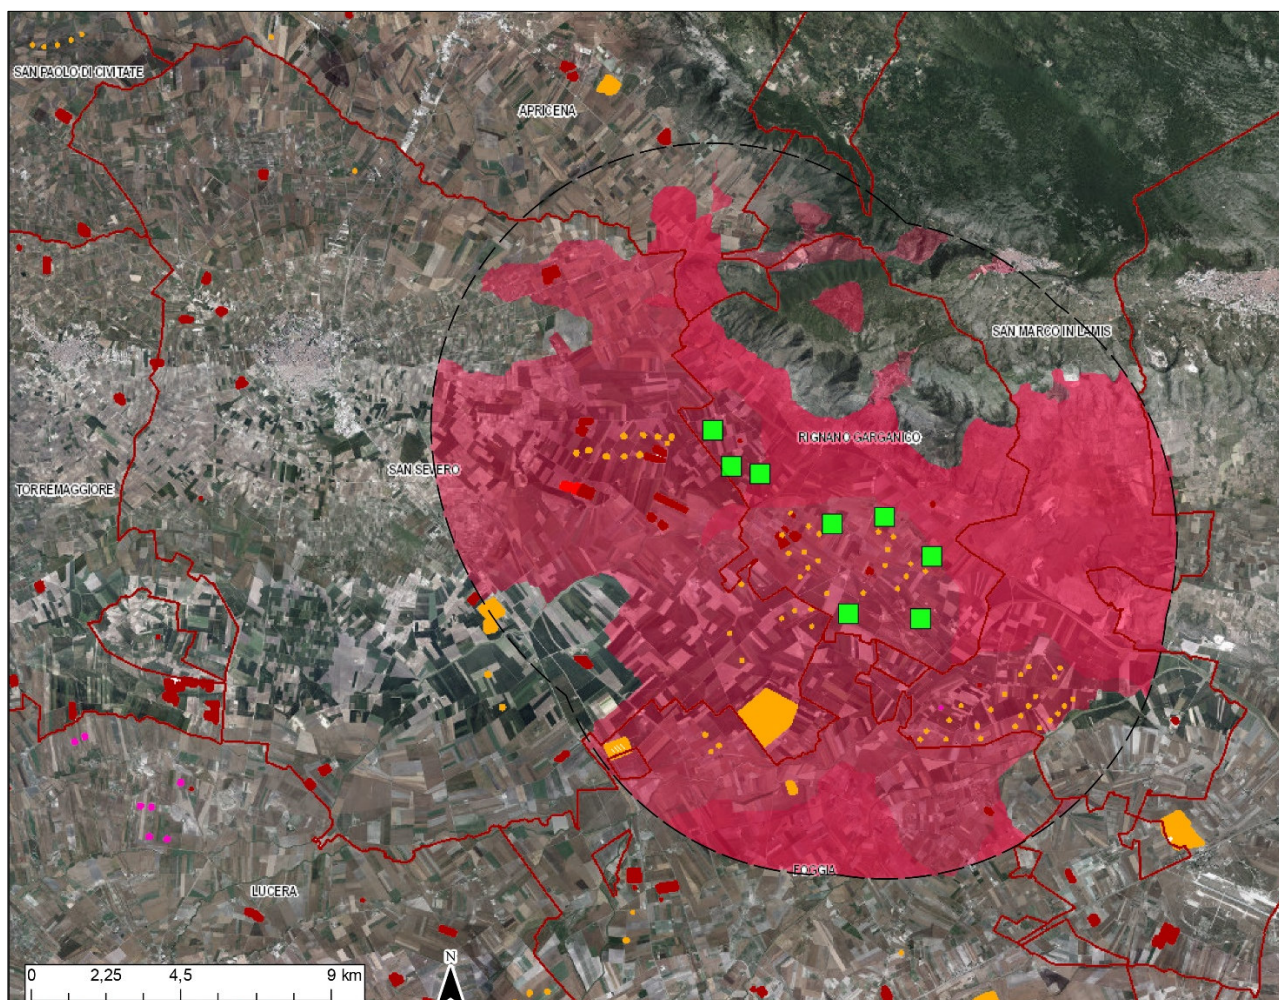 SAN PAOLO DI CIVITATE
APRICENA
SAN MARCO IN LAMIS
RIGNANO GARGANICO
SAN SEVERO
TORREMAGGIORE
FOGGIA
LUCERA
N
0 2,25 4,5 9 km